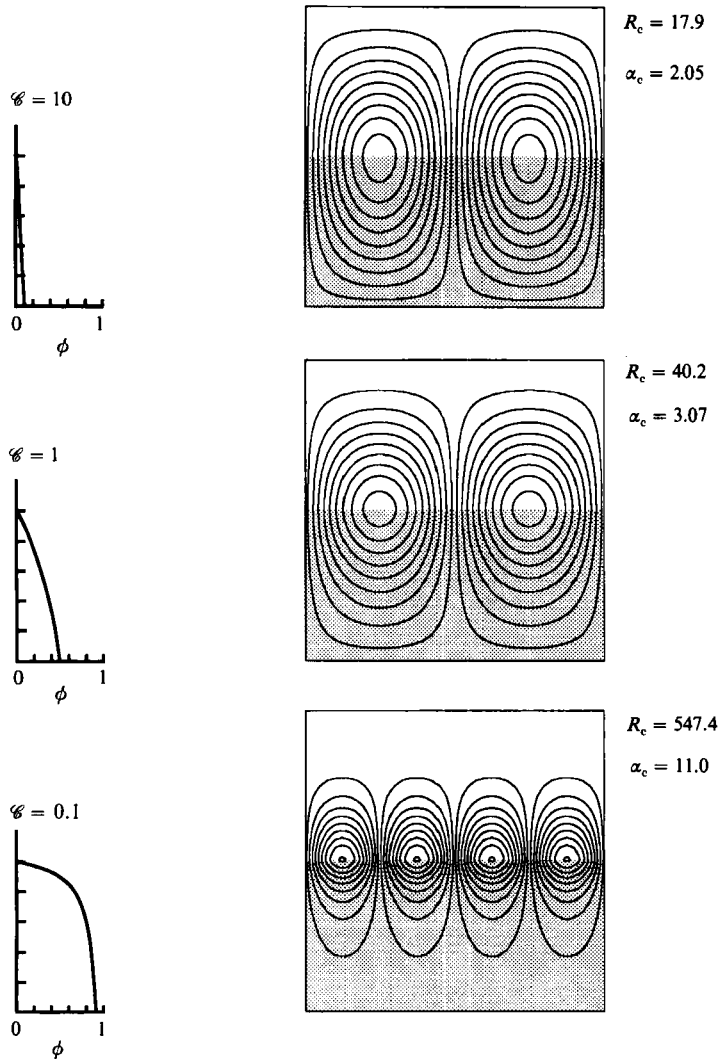 R_c = 17.9
α_c = 2.05
𝒞 = 10
0 1
ϕ
R_c = 40.2
α_c = 3.07
𝒞 = 1
0 1
ϕ
R_c = 547.4
α_c = 11.0
𝒞 = 0.1
0 1
ϕ